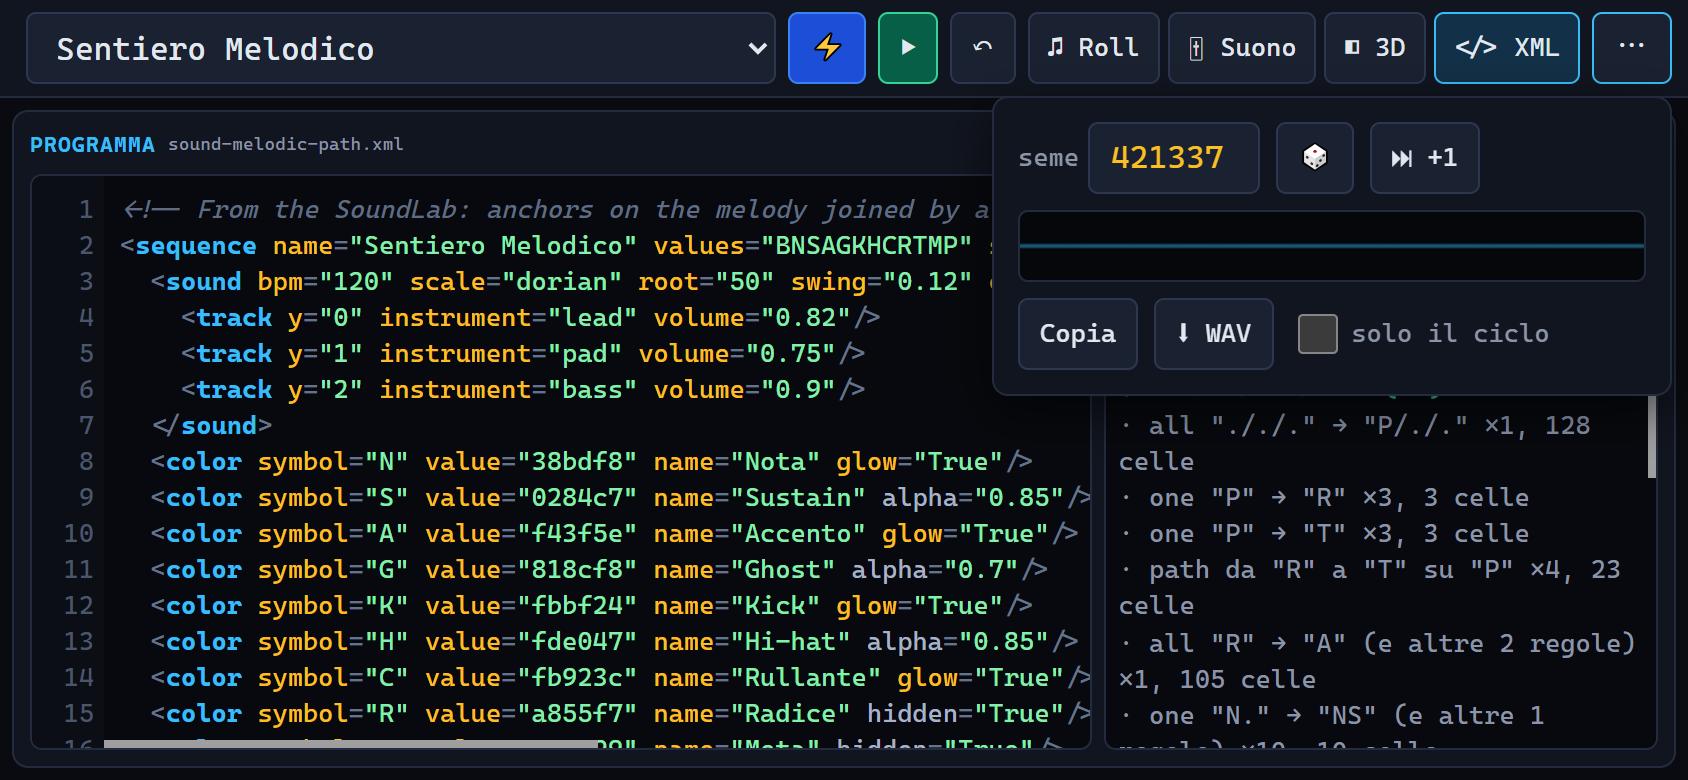 Sentiero Melodico
Roll
Suono
3D
</> XML
...
PROGRAMMA sound-melodic-path.xml
seme 421337 +1
Copia
WAV
solo il ciclo
1 <!-- From the SoundLab: anchors on the melody joined by a
2 <sequence name="Sentiero Melodico" values="BNSAGKHCRTMP"
3 <sound bpm="120" scale="dorian" root="50" swing="0.12"
4 <track y="0" instrument="lead" volume="0.82"/>
5 <track y="1" instrument="pad" volume="0.75"/>
6 <track y="2" instrument="bass" volume="0.9"/>
7 </sound>
8 <color symbol="N" value="38bdf8" name="Nota" glow="True"/>
9 <color symbol="S" value="0284c7" name="Sustain" alpha="0.85"/>
10 <color symbol="A" value="f43f5e" name="Accento" glow="True"/>
11 <color symbol="G" value="818cf8" name="Ghost" alpha="0.7"/>
12 <color symbol="K" value="fbbf24" name="Kick" glow="True"/>
13 <color symbol="H" value="fde047" name="Hi-hat" alpha="0.85"/>
14 <color symbol="C" value="fb923c" name="Rullante" glow="True"/>
15 <color symbol="R" value="a855f7" name="Radice" hidden="True"/>
· all "././." → "P/./." ×1, 128
celle
· one "P" → "R" ×3, 3 celle
· one "P" → "T" ×3, 3 celle
· path da "R" a "T" su "P" ×4, 23
celle
· all "R" → "A" (e altre 2 regole)
×1, 105 celle
· one "N." → "NS" (e altre 1